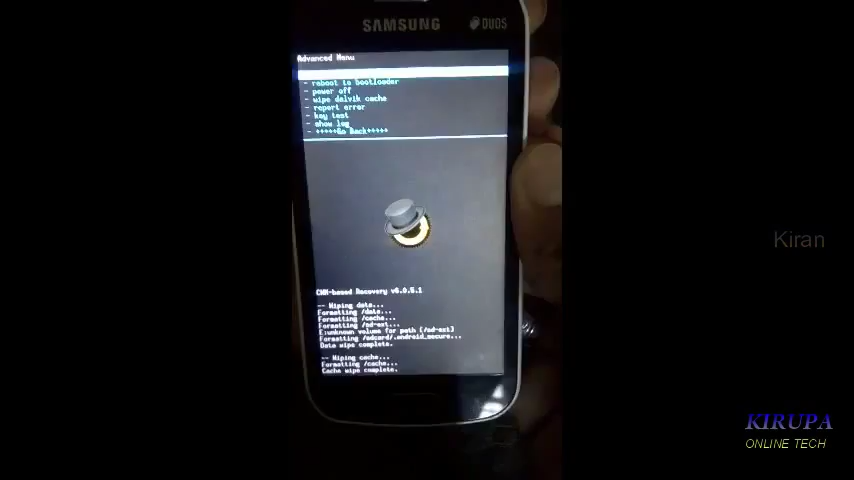 SAMSUNG DUOS
Advanced Menu
- reboot to bootloader
- power off
- wipe dalvik cache
- report error
- key test
- show log
- +++++Go Back+++++
CWM-based Recovery v6.0.5.1
-- Wiping data...
Formatting /data...
Formatting /cache...
Formatting /sd-ext...
E:unknown volume for path [/sd-ext]
Formatting /sdcard/.android_secure...
Data wipe complete.
-- Wiping cache...
Formatting /cache...
Cache wipe complete.
Kiran
KIRUPA
ONLINE TECH